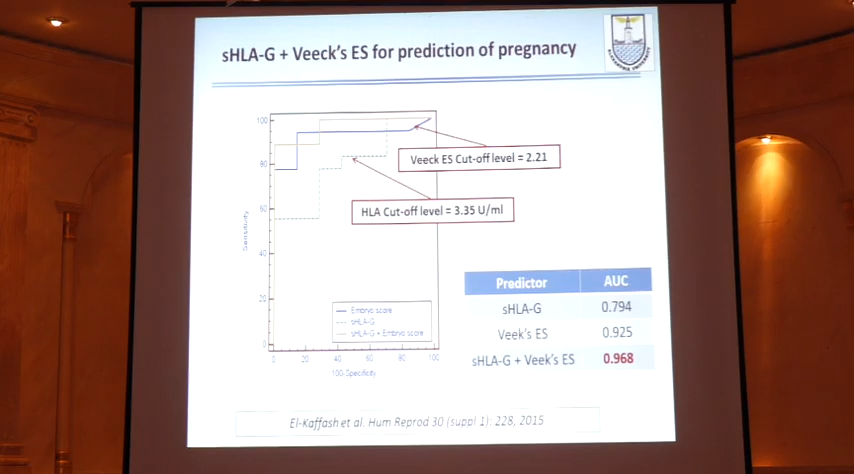 sHLA-G + Veeck's ES for prediction of pregnancy
100
80
60
40
20
0
Sensitivity
Veeck ES Cut-off level = 2.21
HLA Cut-off level = 3.35 U/ml
Embryo score
sHLA-G
sHLA-G + Embryo score
0 20 40 60 80 100
100-Specificity
Predictor AUC
sHLA-G 0.794
Veek's ES 0.925
sHLA-G + Veek's ES 0.968
El-Kaffash et al. Hum Reprod 30 (suppl 1): 228, 2015